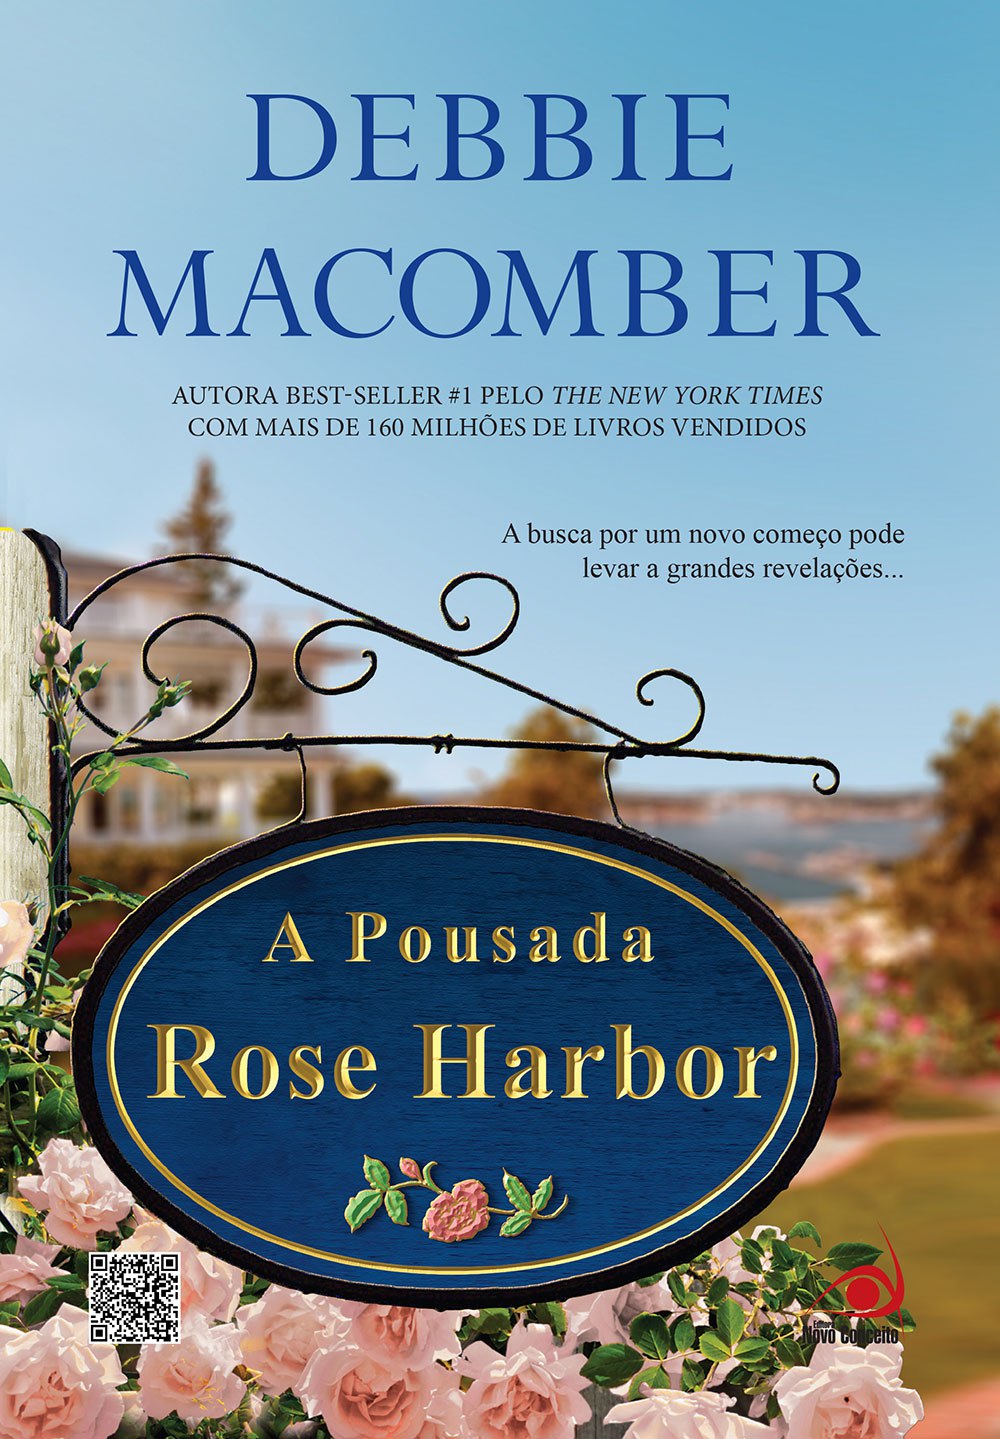 DEBBIE
MACOMBER
AUTORA BEST-SELLER #1 PELO THE NEW YORK TIMES
COM MAIS DE 160 MILHÕES DE LIVROS VENDIDOS
A busca por um novo começo pode
levar a grandes revelações...
A Pousada
Rose Harbor
Editora
Novo Conceito